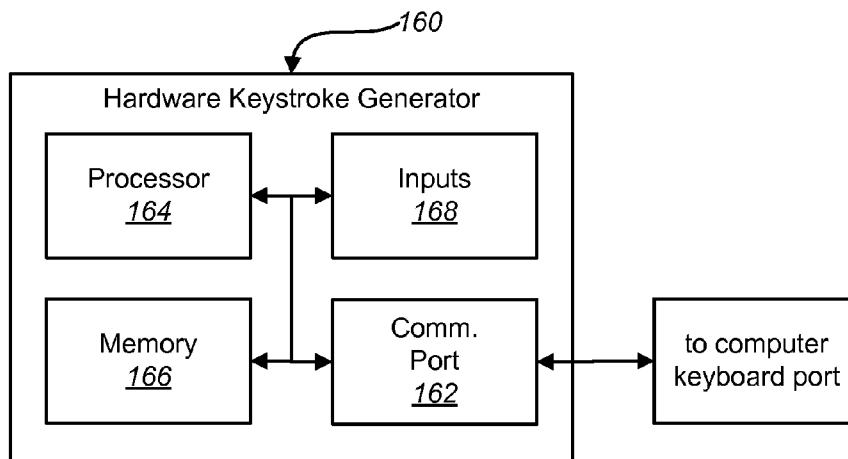 160
Hardware Keystroke Generator
Processor
164
Inputs
168
Memory
166
Comm.
Port
162
to computer
keyboard port